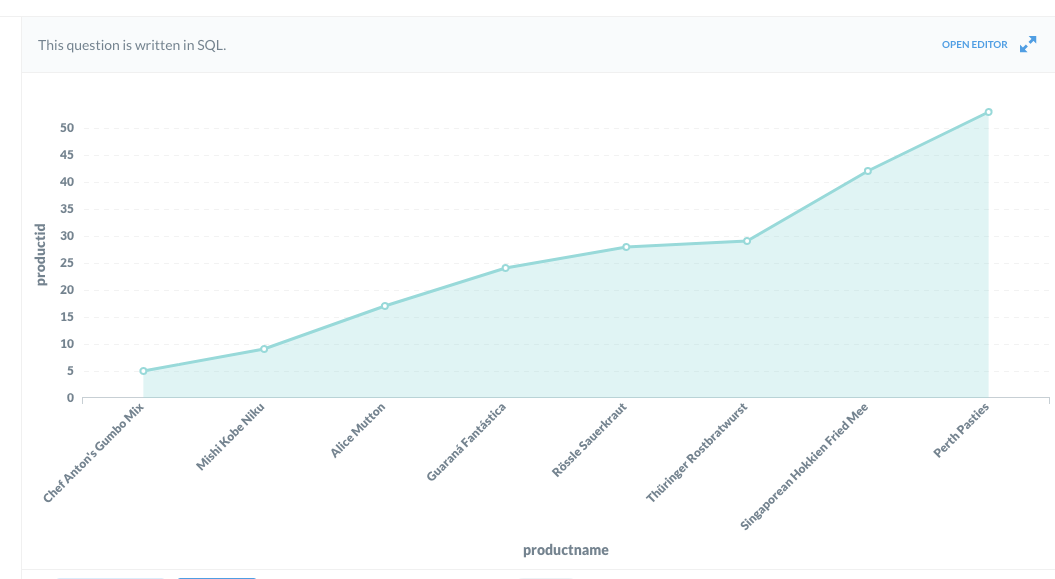 This question is written in SQL.
OPEN EDITOR
productid
50
45
40
35
30
25
20
15
10
5
0
Chef Anton's Gumbo Mix
Mishi Kobe Niku
Alice Mutton
Guaraná Fantástica
Rössle Sauerkraut
Thüringer Rostbratwurst
Singaporean Hokkien Fried Mee
Perth Pasties
productname